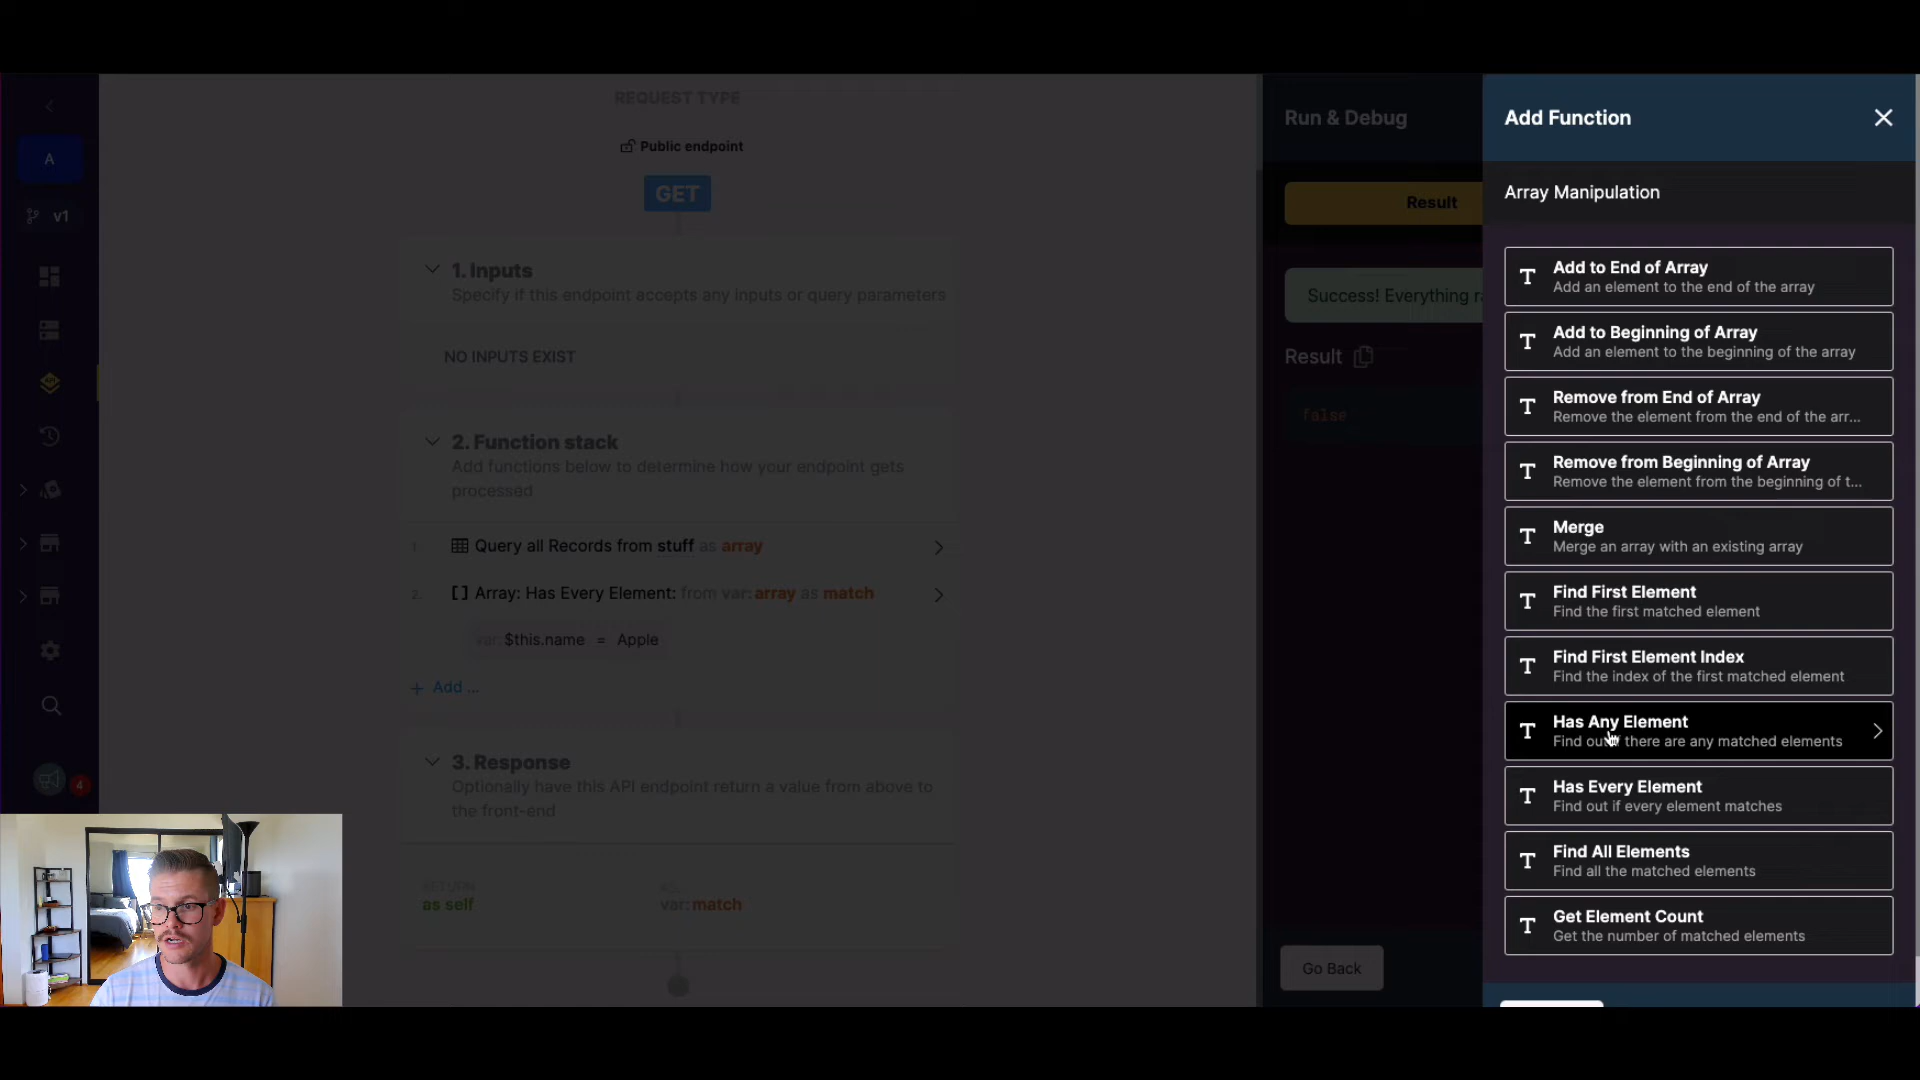 A
v1
4
REQUEST TYPE
Public endpoint
GET
1. Inputs
Specify if this endpoint accepts any inputs or query parameters
NO INPUTS EXIST
2. Function stack
Add functions below to determine how your endpoint gets
processed
1. Query all Records from stuff as array
2. [ ] Array: Has Every Element: from var: array as match
var: $this.name = Apple
+ Add ...
3. Response
Optionally have this API endpoint return a value from above to
the front-end
RETURN
as self
AS
var: match
Run & Debug
Result
Success! Everything
Result
false
Go Back
Add Function
Array Manipulation
T Add to End of Array
Add an element to the end of the array
T Add to Beginning of Array
Add an element to the beginning of the array
T Remove from End of Array
Remove the element from the end of the arr...
T Remove from Beginning of Array
Remove the element from the beginning of t...
T Merge
Merge an array with an existing array
T Find First Element
Find the first matched element
T Find First Element Index
Find the index of the first matched element
T Has Any Element
Find out there are any matched elements
T Has Every Element
Find out if every element matches
T Find All Elements
Find all the matched elements
T Get Element Count
Get the number of matched elements